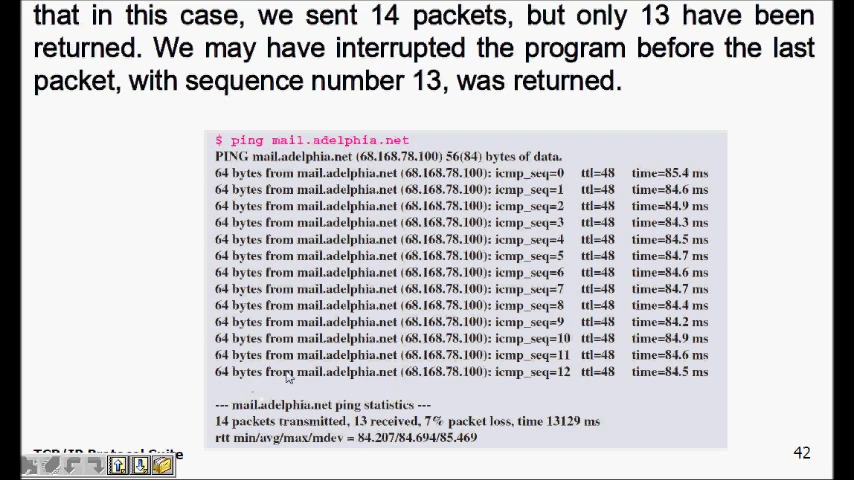 that in this case, we sent 14 packets, but only 13 have been
returned. We may have interrupted the program before the last
packet, with sequence number 13, was returned.
$ ping mail.adelphia.net
PING mail.adelphia.net (68.168.78.100) 56(84) bytes of data.
64 bytes from mail.adelphia.net (68.168.78.100): icmp_seq=0 ttl=48 time=85.4 ms
64 bytes from mail.adelphia.net (68.168.78.100): icmp_seq=1 ttl=48 time=84.6 ms
64 bytes from mail.adelphia.net (68.168.78.100): icmp_seq=2 ttl=48 time=84.9 ms
64 bytes from mail.adelphia.net (68.168.78.100): icmp_seq=3 ttl=48 time=84.3 ms
64 bytes from mail.adelphia.net (68.168.78.100): icmp_seq=4 ttl=48 time=84.5 ms
64 bytes from mail.adelphia.net (68.168.78.100): icmp_seq=5 ttl=48 time=84.7 ms
64 bytes from mail.adelphia.net (68.168.78.100): icmp_seq=6 ttl=48 time=84.6 ms
64 bytes from mail.adelphia.net (68.168.78.100): icmp_seq=7 ttl=48 time=84.7 ms
64 bytes from mail.adelphia.net (68.168.78.100): icmp_seq=8 ttl=48 time=84.4 ms
64 bytes from mail.adelphia.net (68.168.78.100): icmp_seq=9 ttl=48 time=84.2 ms
64 bytes from mail.adelphia.net (68.168.78.100): icmp_seq=10 ttl=48 time=84.9 ms
64 bytes from mail.adelphia.net (68.168.78.100): icmp_seq=11 ttl=48 time=84.6 ms
64 bytes from mail.adelphia.net (68.168.78.100): icmp_seq=12 ttl=48 time=84.5 ms
--- mail.adelphia.net ping statistics ---
14 packets transmitted, 13 received, 7% packet loss, time 13129 ms
rtt min/avg/max/mdev = 84.207/84.694/85.469
TCP/IP Protocol Suite
42